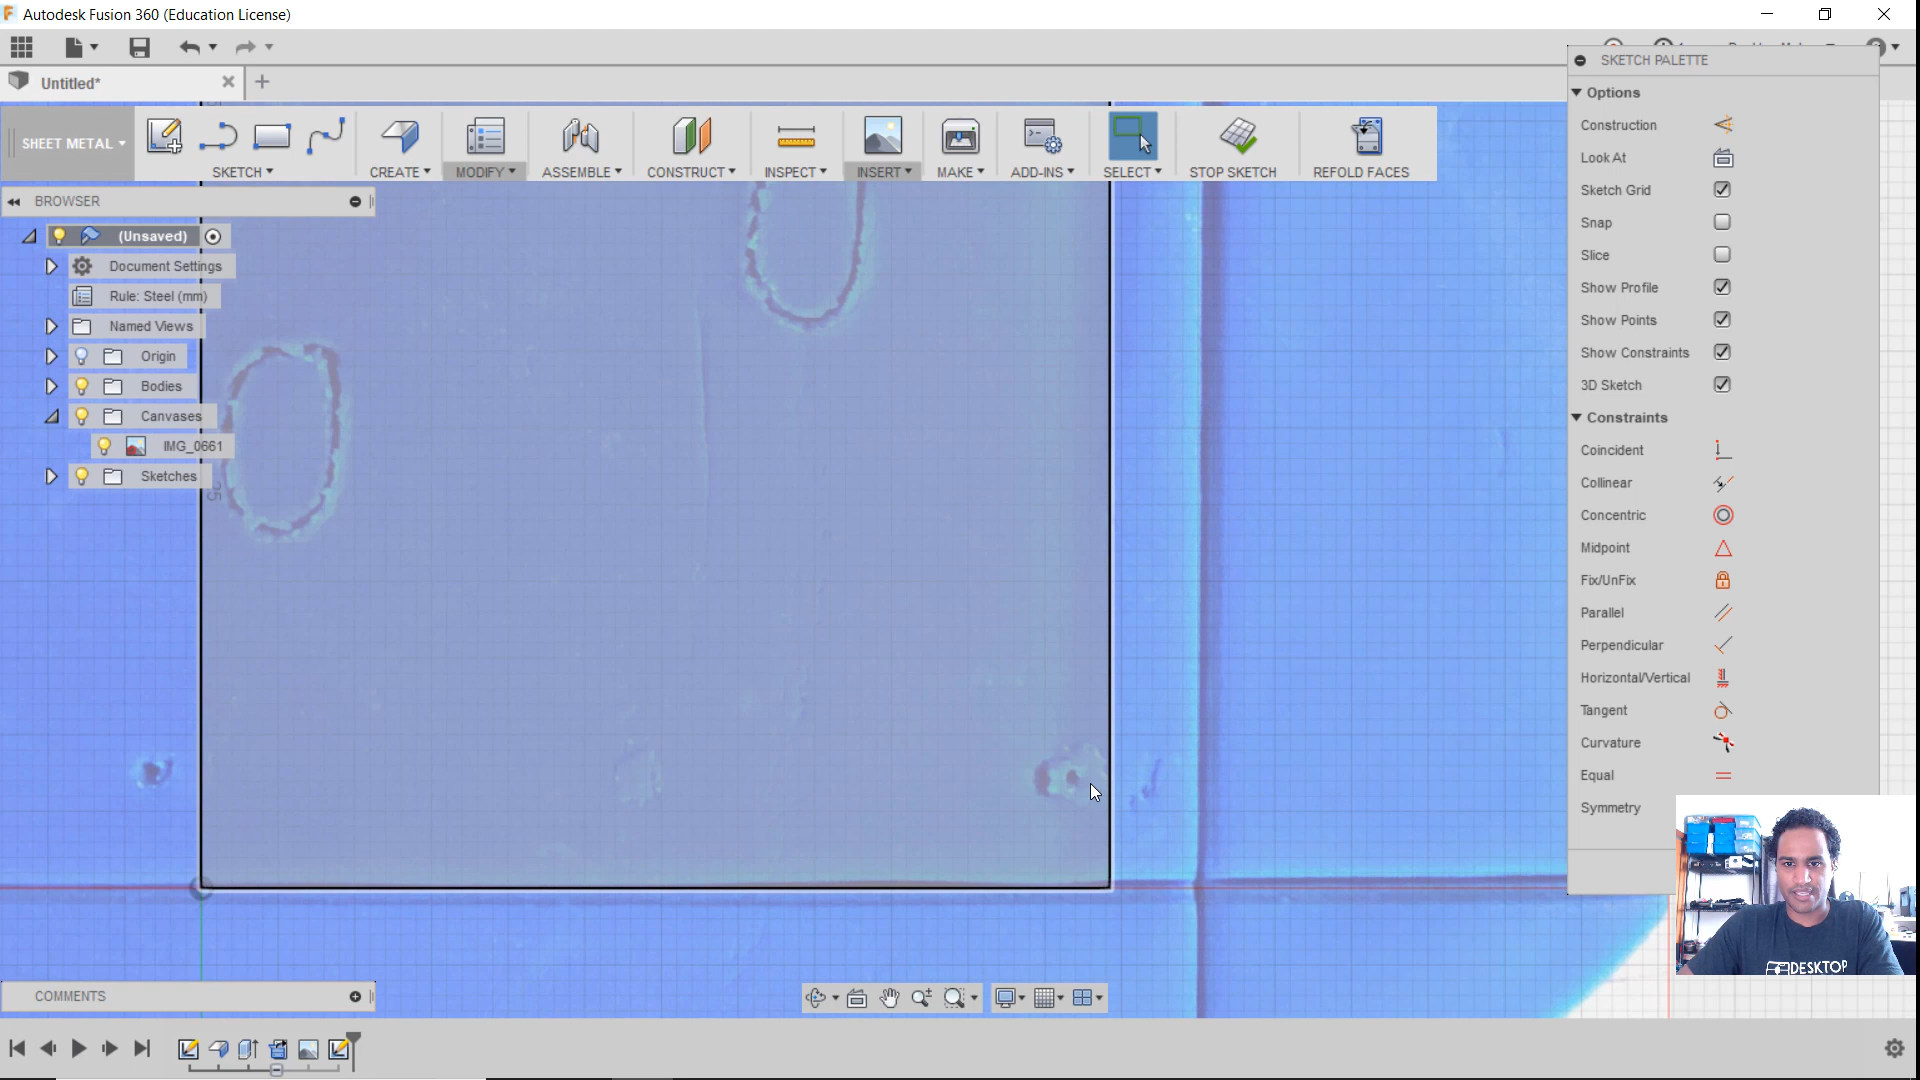 Autodesk Fusion 360 (Education License)
Untitled*
SHEET METAL
SKETCH
CREATE
MODIFY
ASSEMBLE
CONSTRUCT
INSPECT
INSERT
MAKE
ADD-INS
SELECT
STOP SKETCH
REFOLD FACES
BROWSER
(Unsaved)
Document Settings
Rule: Steel (mm)
Named Views
Origin
Bodies
Canvases
IMG_0661
Sketches
25
SKETCH PALETTE
Options
Construction
Look At
Sketch Grid
Snap
Slice
Show Profile
Show Points
Show Constraints
3D Sketch
Constraints
Coincident
Collinear
Concentric
Midpoint
Fix/UnFix
Parallel
Perpendicular
Horizontal/Vertical
Tangent
Curvature
Equal
Symmetry
DESKTOP
COMMENTS